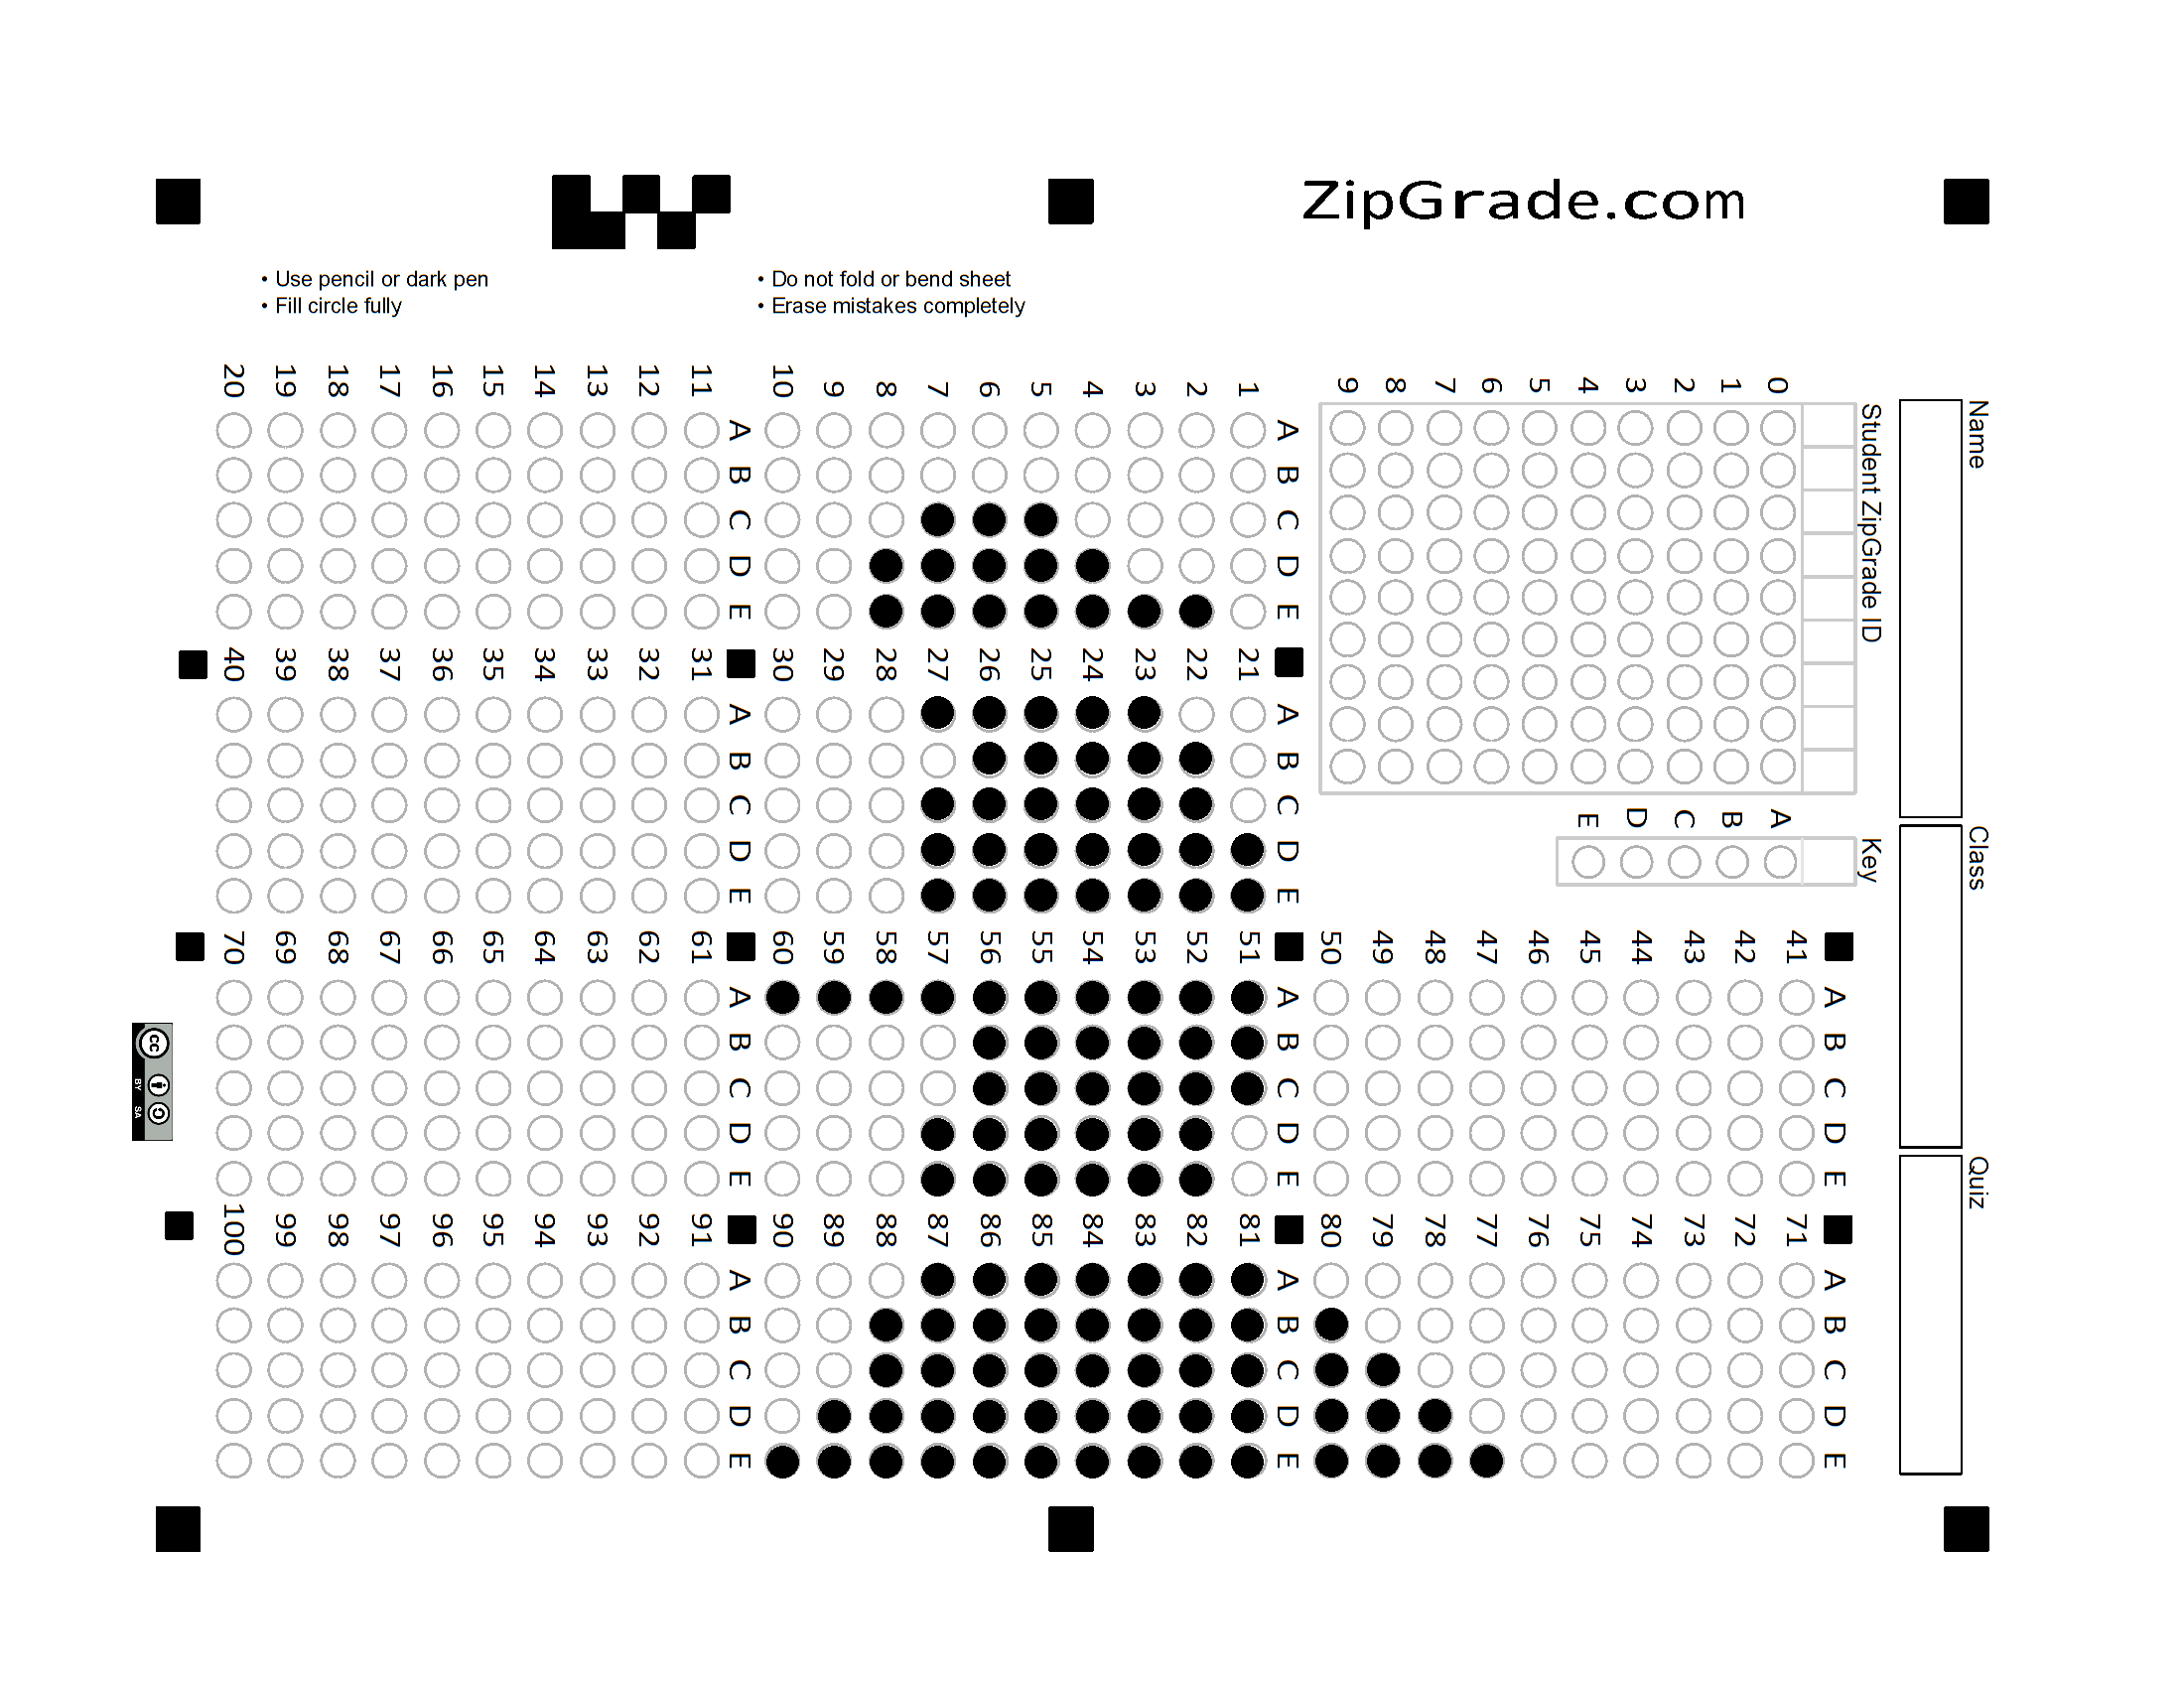 ZipGrade.com
• Use pencil or dark pen
• Fill circle fully
• Do not fold or bend sheet
• Erase mistakes completely
Name
Class
Quiz
Student ZipGrade ID
0 1 2 3 4 5 6 7 8 9
Key
A B C D E
1 2 3 4 5 6 7 8 9 10
A B C D E
11 12 13 14 15 16 17 18 19 20
A B C D E
21 22 23 24 25 26 27 28 29 30
A B C D E
31 32 33 34 35 36 37 38 39 40
A B C D E
41 42 43 44 45 46 47 48 49 50
A B C D E
51 52 53 54 55 56 57 58 59 60
A B C D E
61 62 63 64 65 66 67 68 69 70
A B C D E
71 72 73 74 75 76 77 78 79 80
A B C D E
81 82 83 84 85 86 87 88 89 90
A B C D E
91 92 93 94 95 96 97 98 99 100
A B C D E
cc
BY SA